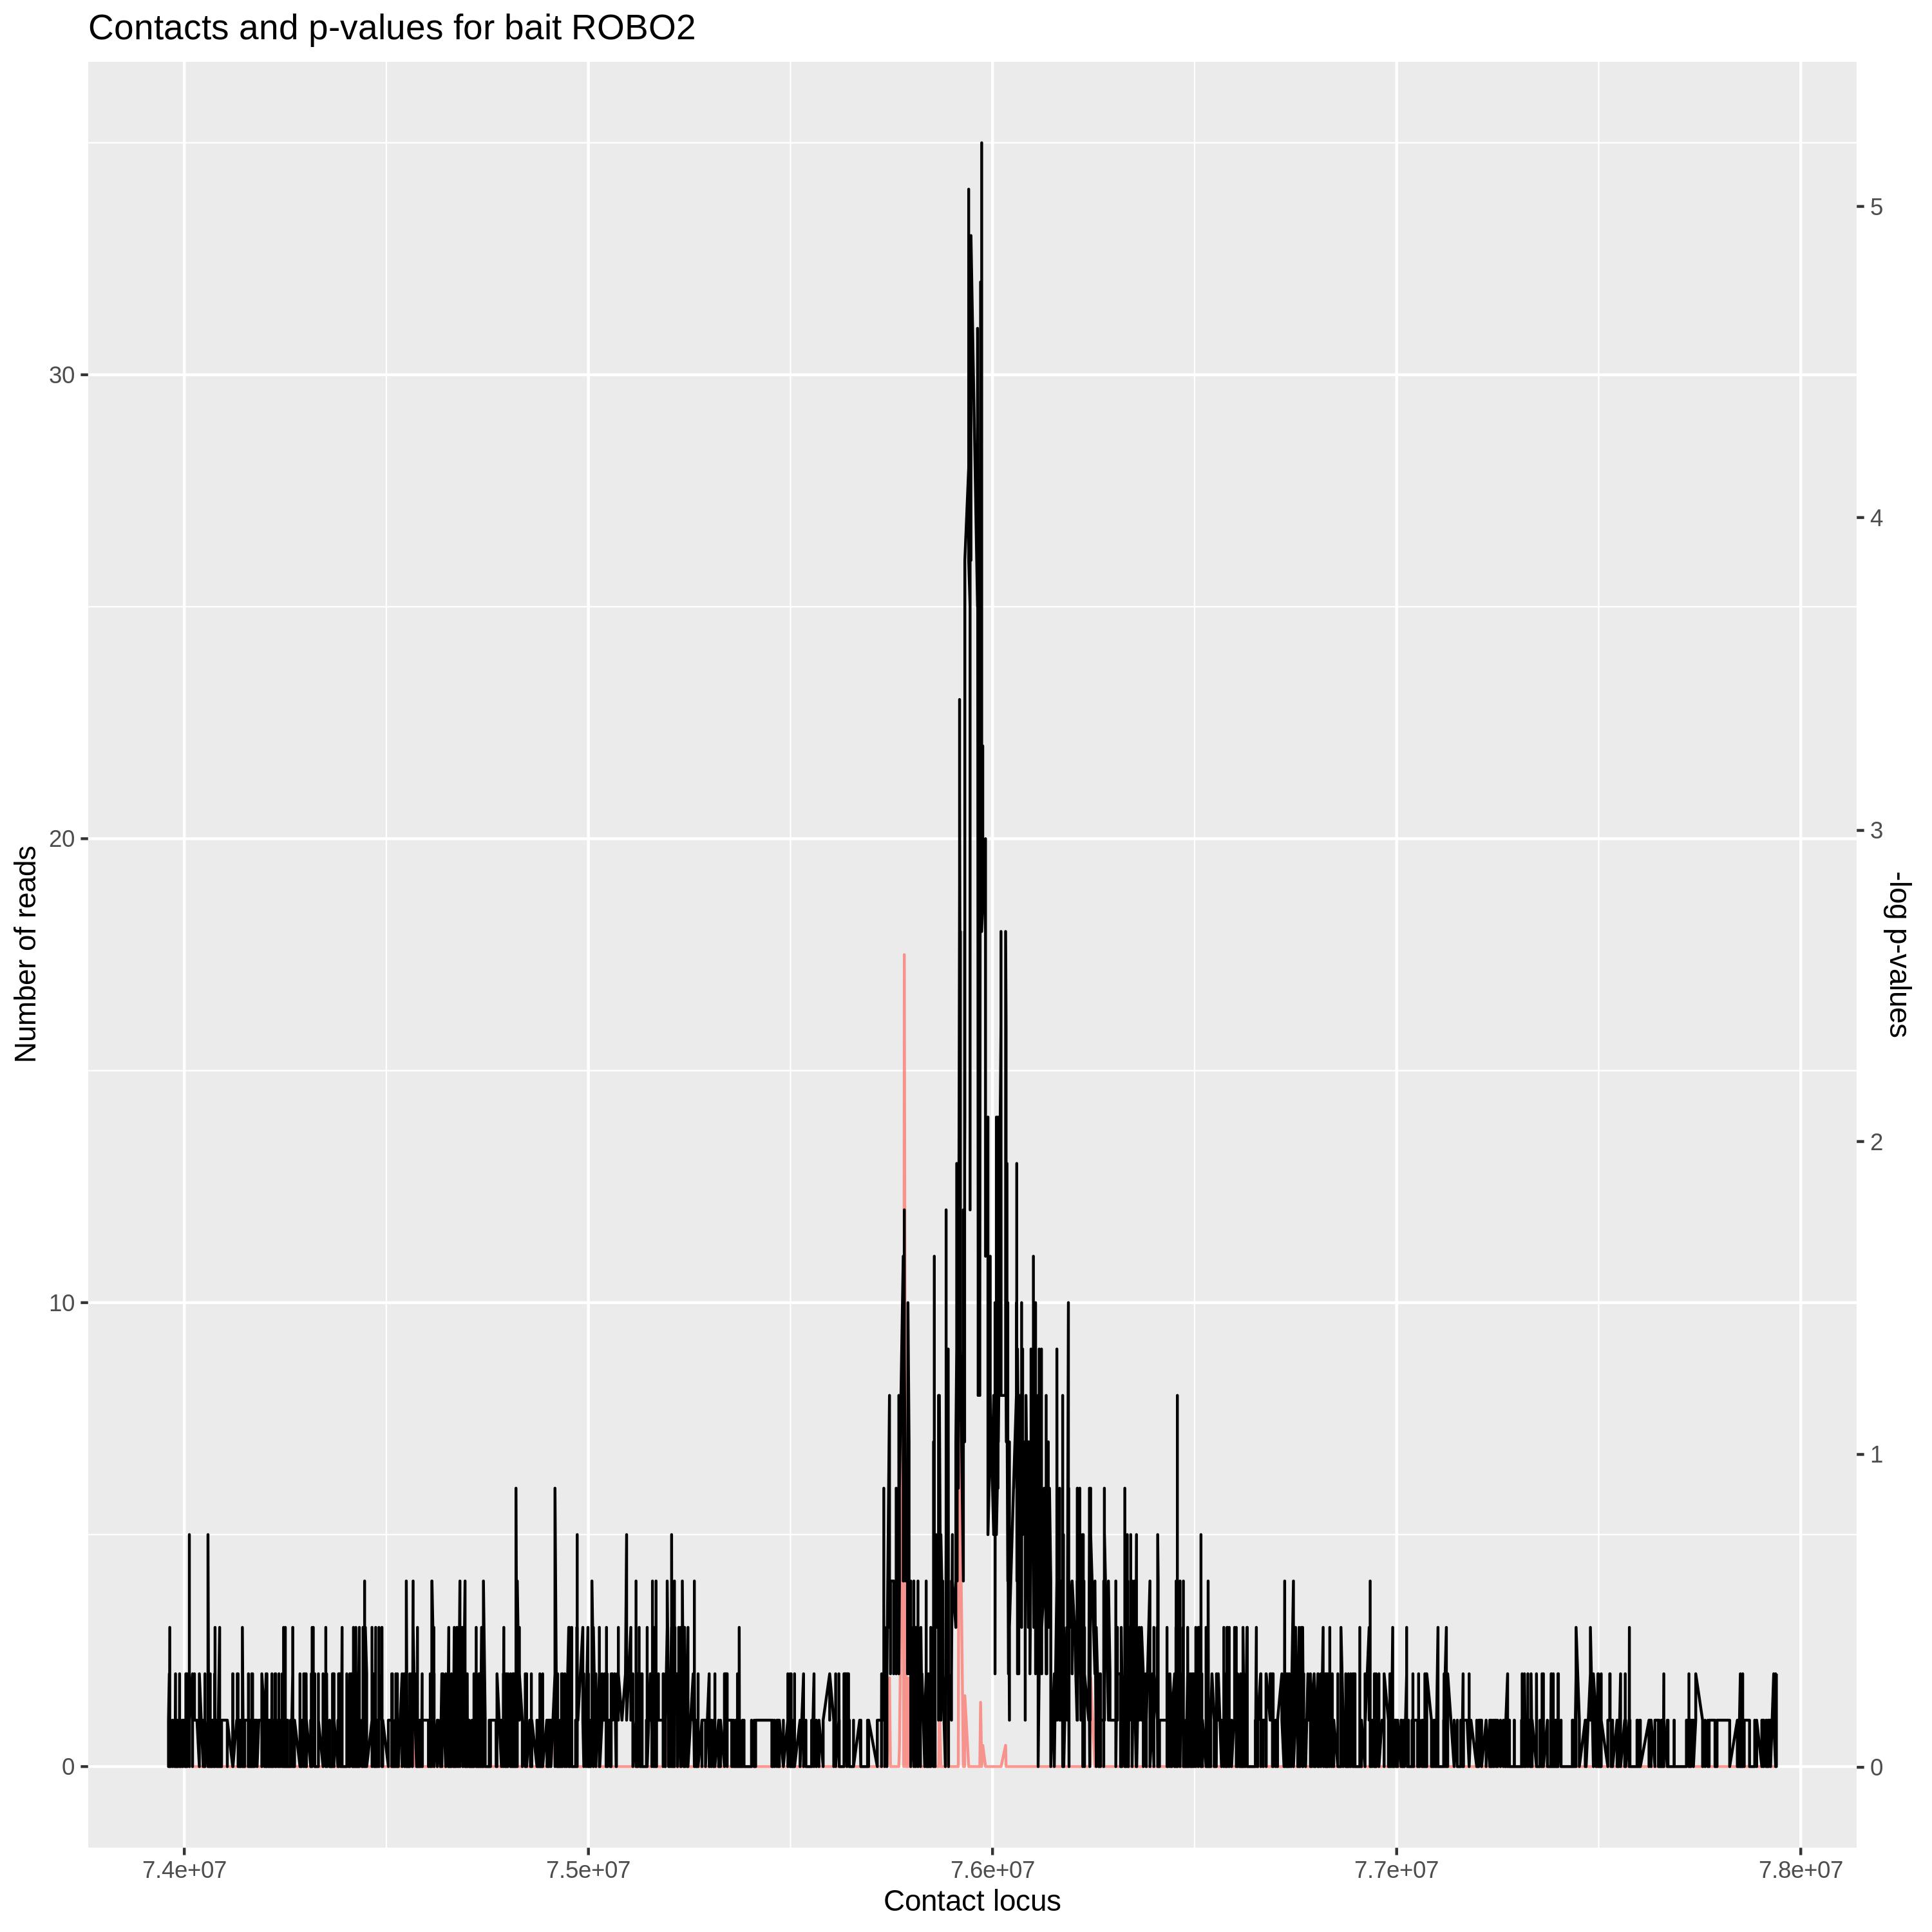 Contacts and p-values for bait ROBO2
Number of reads
30
20
10
0
5
4
3
2
1
0
-log p-values
7.4e+07 7.5e+07 7.6e+07 7.7e+07 7.8e+07
Contact locus